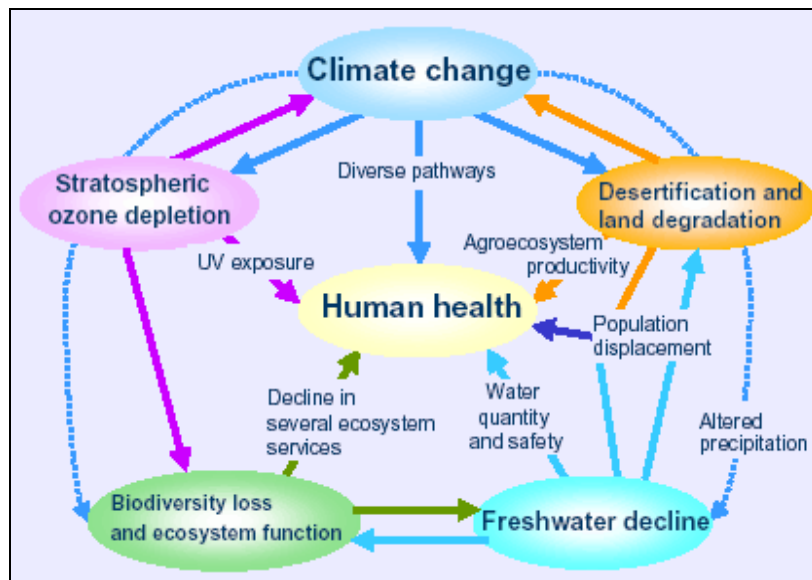 Climate change
Diverse pathways
Stratospheric
ozone depletion
Desertification and
land degradation
UV exposure
Agroecosystem
productivity
Human health
Population
displacement
Decline in
several ecosystem
services
Water
quantity
and safety
Altered
precipitation
Biodiversity loss
and ecosystem function
Freshwater decline